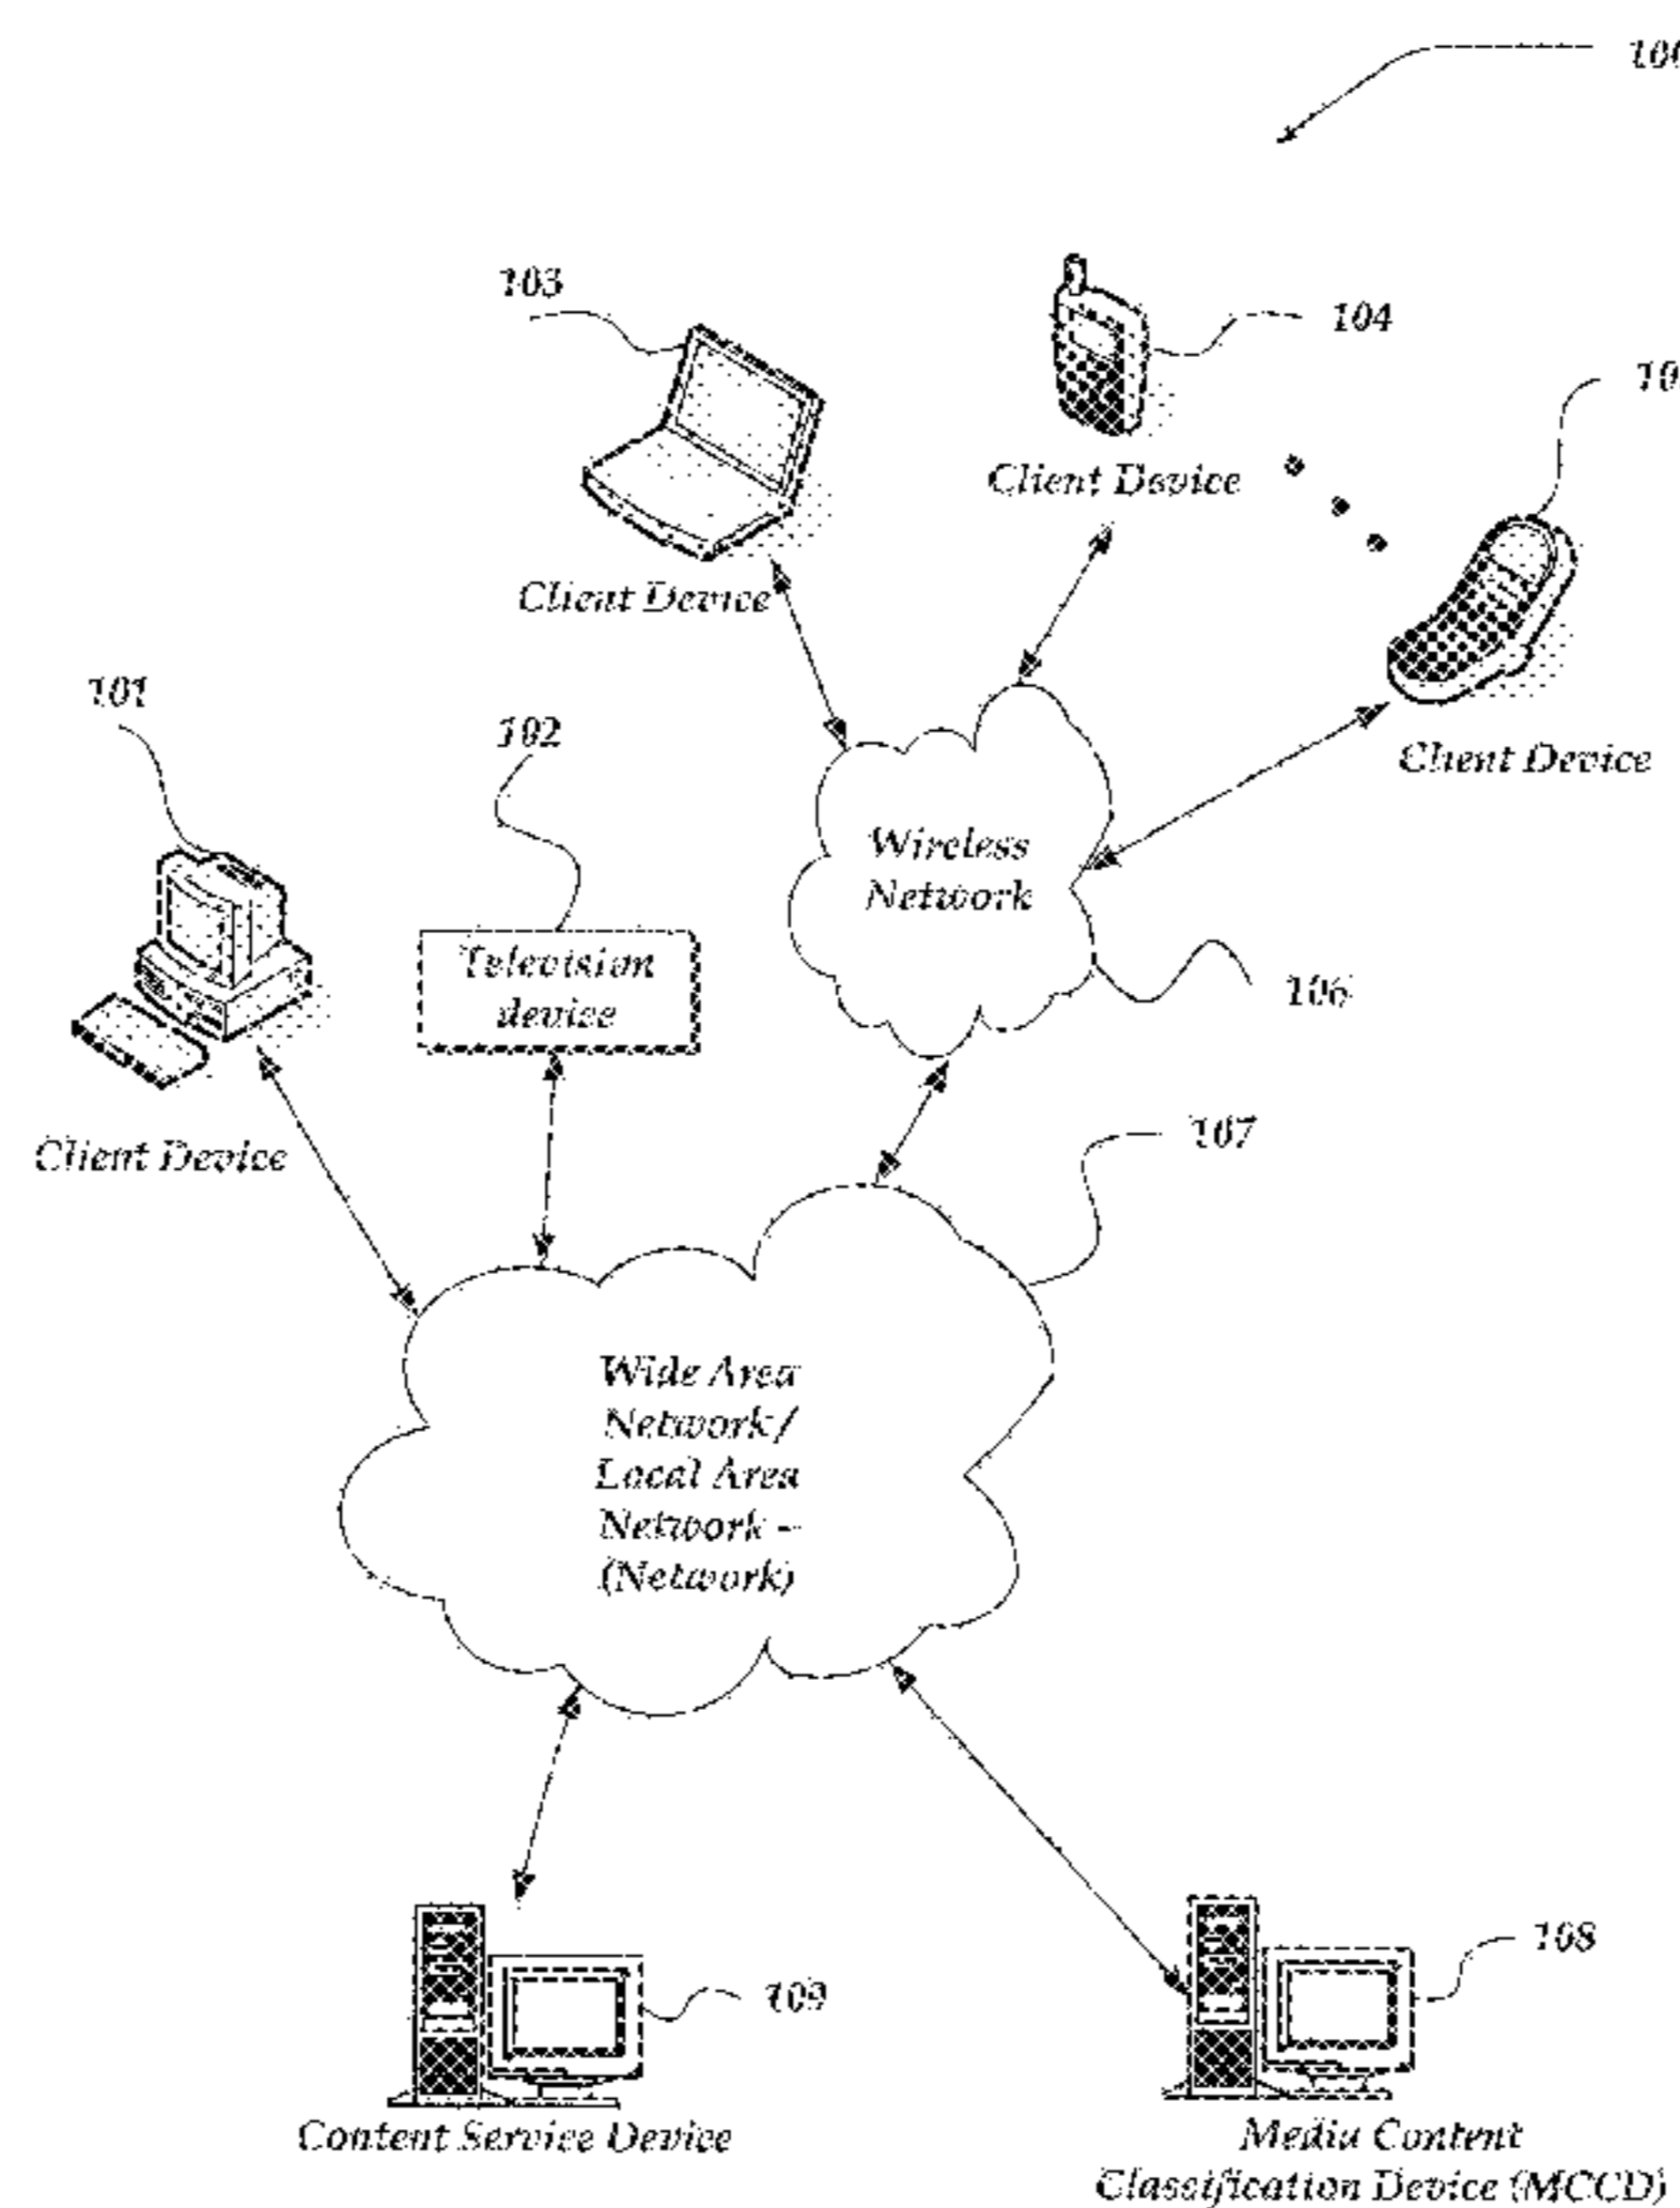 103
104
Client Device
Client Device
101
102
Client Device
Wireless
Network
Television
device
106
107
Client Device
Wide Area
Network/
Local Area
Network –
(Network)
108
109
Content Service Device
Media Content
Classification Device (MCCD)